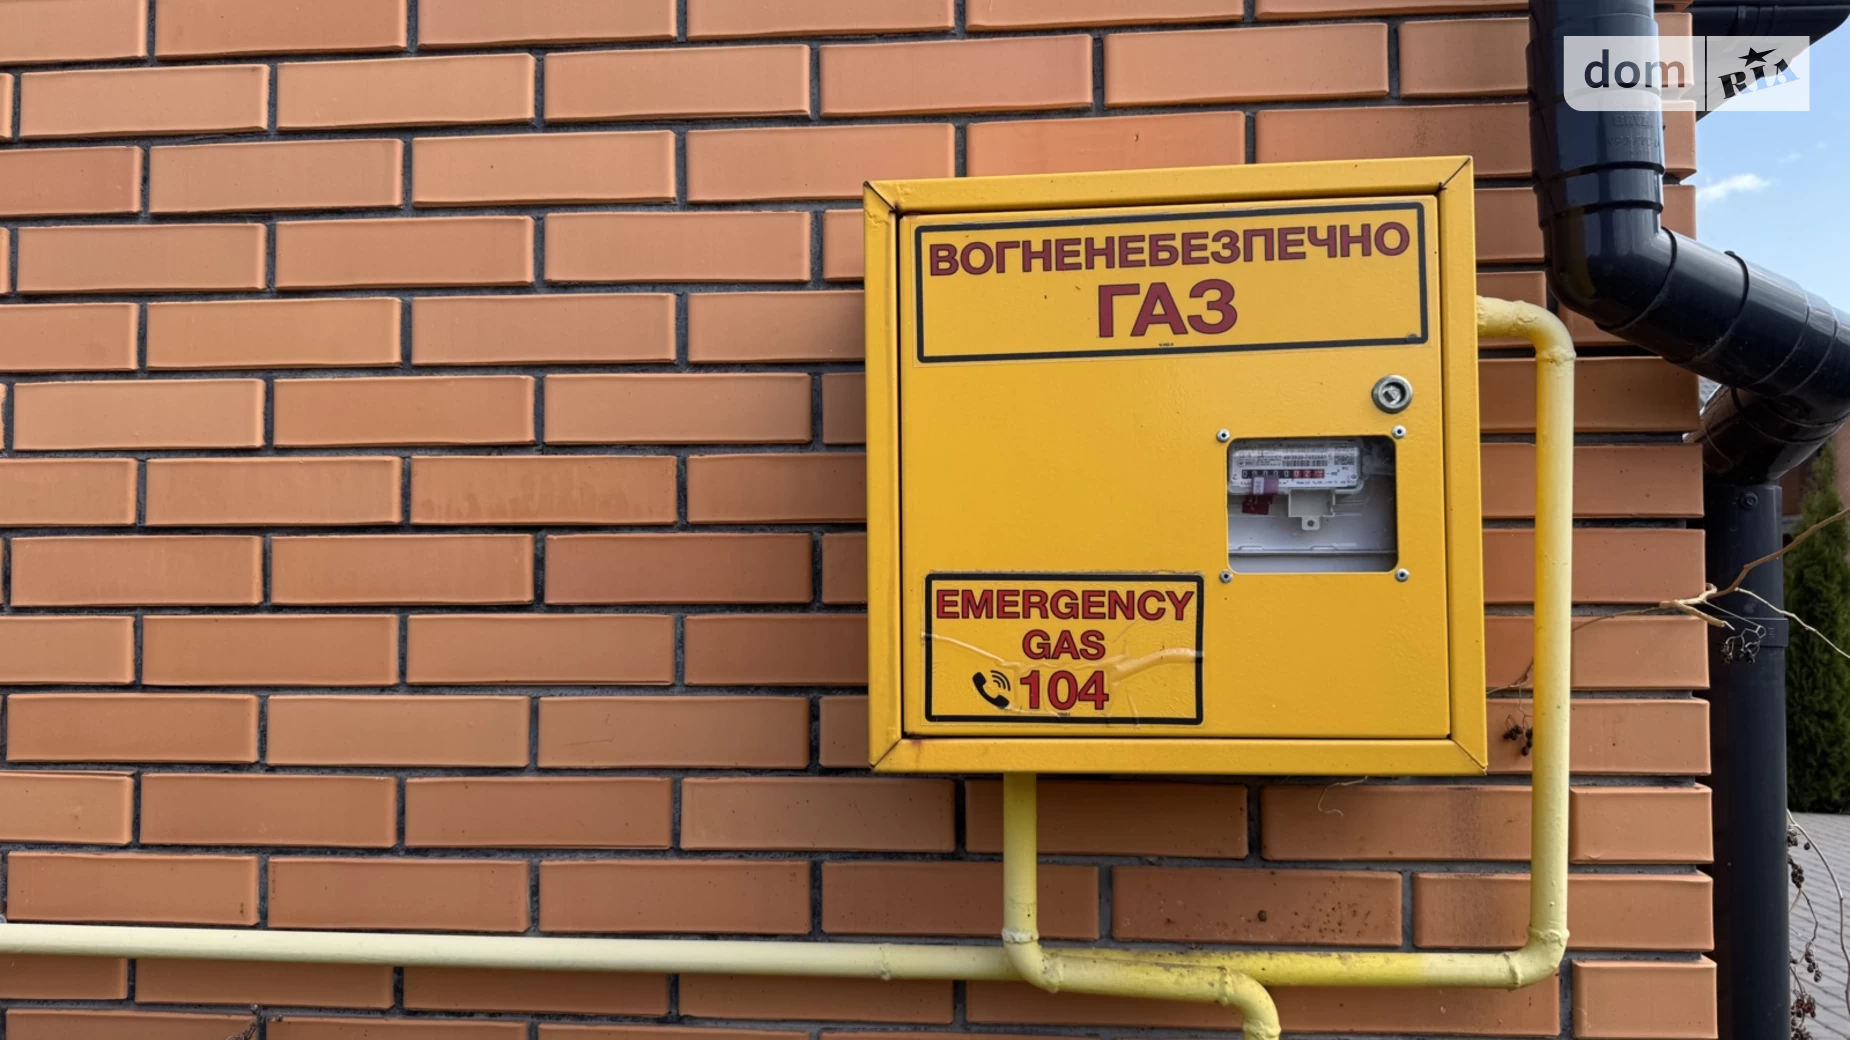 dom RIA
ВОГНЕНЕБЕЗПЕЧНО
ГАЗ
EMERGENCY
GAS
104